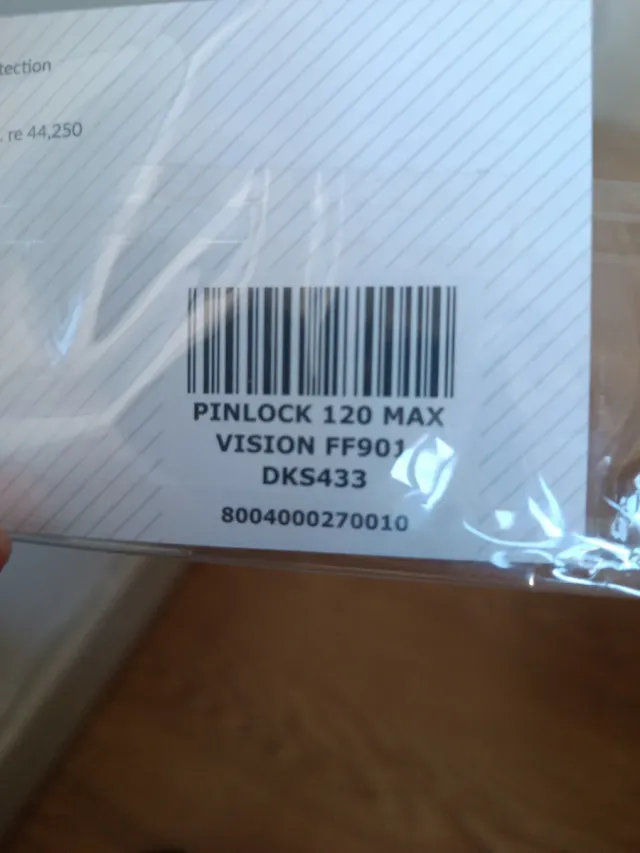 tection
. re 44,250
PINLOCK 120 MAX
VISION FF901
DKS433
8004000270010